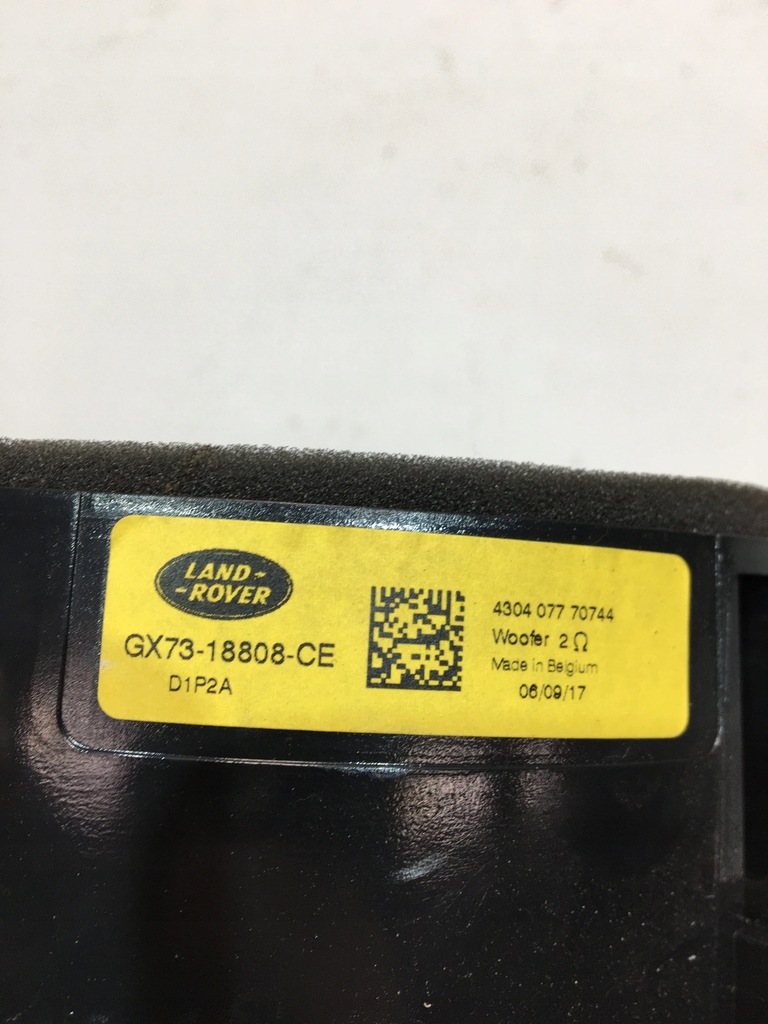 LAND-
-ROVER
GX73-18808-CE
D1P2A
4304 077 70744
Woofer 2 Ω
Made in Belgium
06/09/17